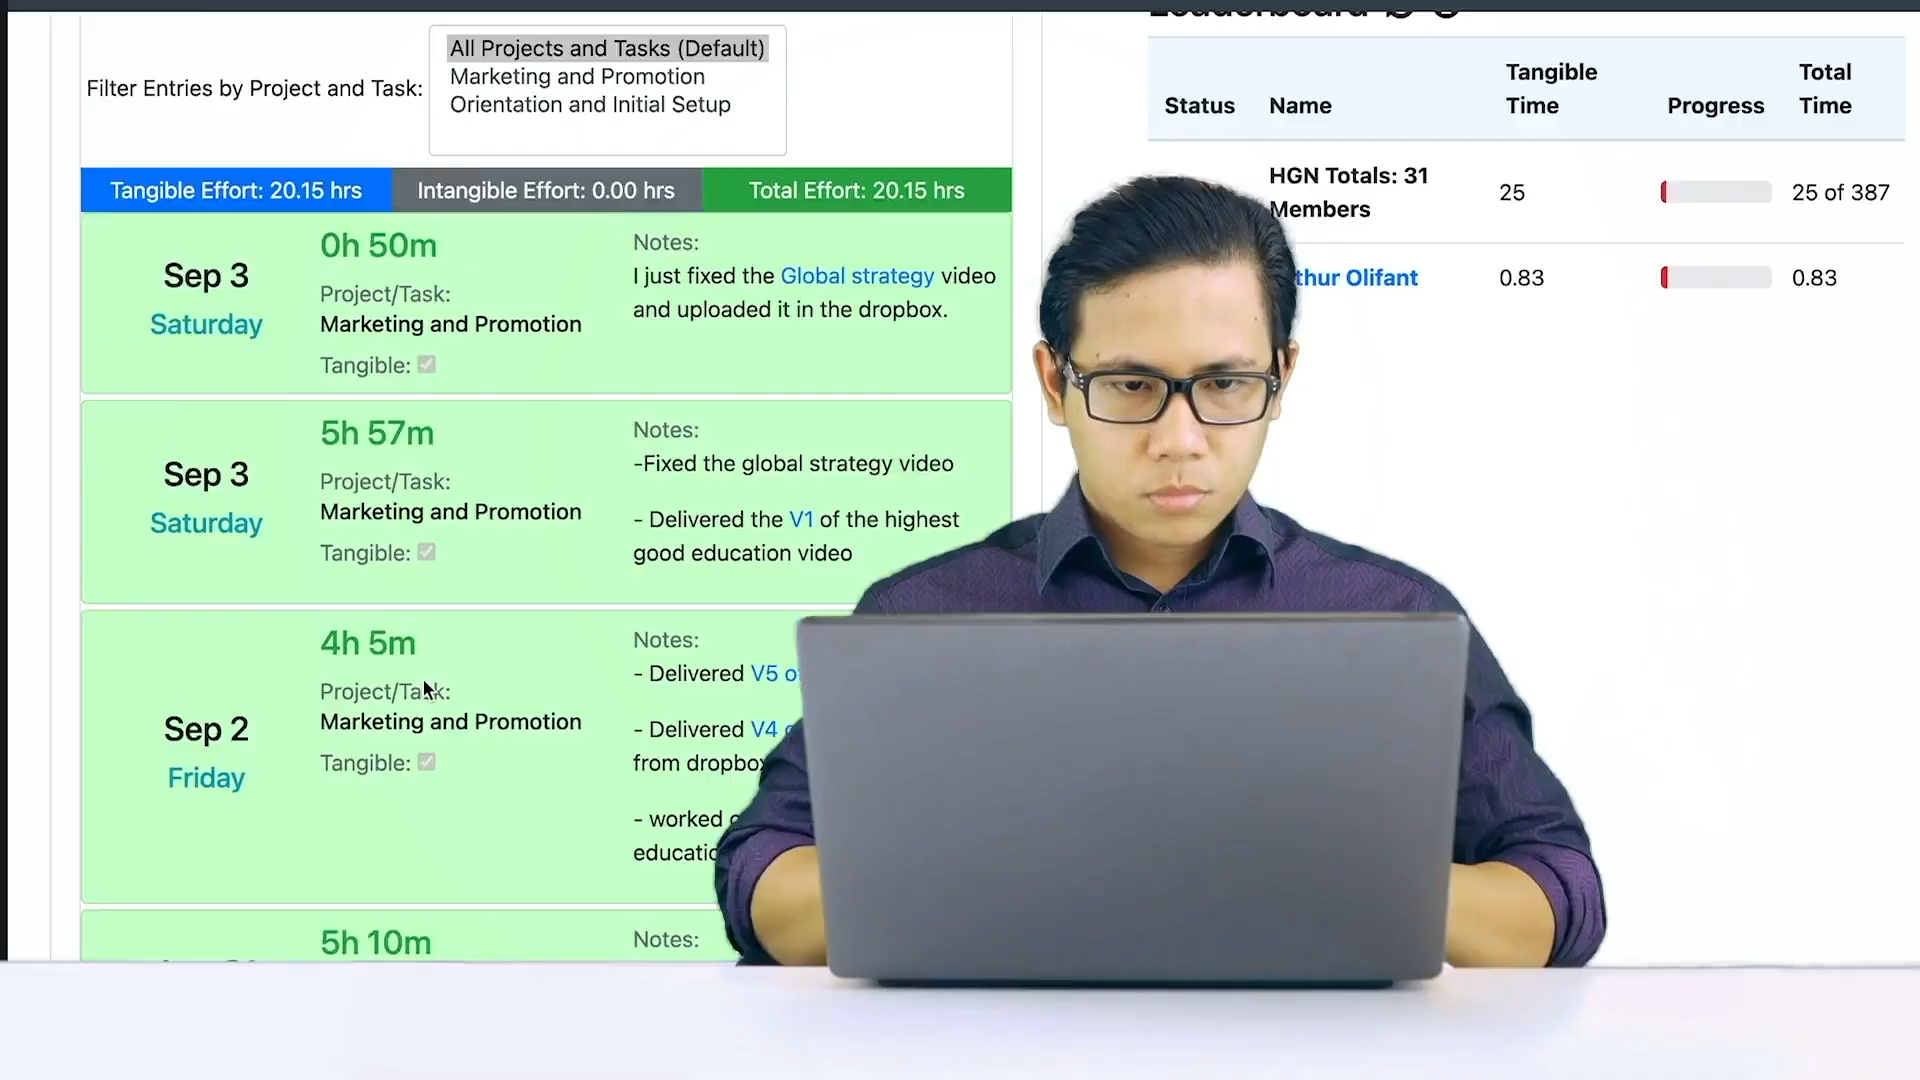 Filter Entries by Project and Task:
All Projects and Tasks (Default)
Marketing and Promotion
Orientation and Initial Setup
Tangible Effort: 20.15 hrs
Intangible Effort: 0.00 hrs
Total Effort: 20.15 hrs
Sep 3
Saturday
0h 50m
Project/Task:
Marketing and Promotion
Tangible:
Notes:
I just fixed the Global strategy video
and uploaded it in the dropbox.
Sep 3
Saturday
5h 57m
Project/Task:
Marketing and Promotion
Tangible:
Notes:
-Fixed the global strategy video
- Delivered the V1 of the highest
good education video
Sep 2
Friday
4h 5m
Project/Task:
Marketing and Promotion
Tangible:
Notes:
- Delivered V5
- Delivered V4
from dropbox
- worked
5h 10m
Notes:
Leaderboard
Status
Name
Tangible
Time
Progress
Total
Time
HGN Totals: 31
Members
25
25 of 387
thur Olifant
0.83
0.83